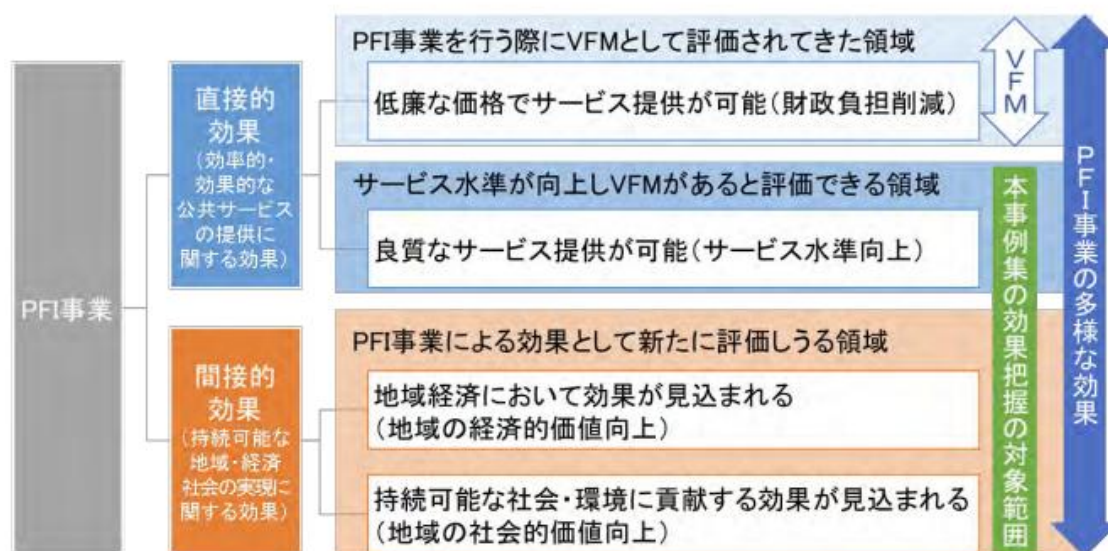 PFI事業
直接的
効果
(効率的・
効果的な
公共サービス
の提供に
関する効果)
間接的
効果
(持続可能な
地域・経済
社会の実現に
関する効果)
PFI事業を行う際にVFMとして評価されてきた領域
低廉な価格でサービス提供が可能(財政負担削減)
サービス水準が向上しVFMがあると評価できる領域
良質なサービス提供が可能(サービス水準向上)
PFI事業による効果として新たに評価しうる領域
地域経済において効果が見込まれる
(地域の経済的価値向上)
持続可能な社会・環境に貢献する効果が見込まれる
(地域の社会的価値向上)
VFM
本事例集の効果把握の対象範囲
PFI事業の多様な効果